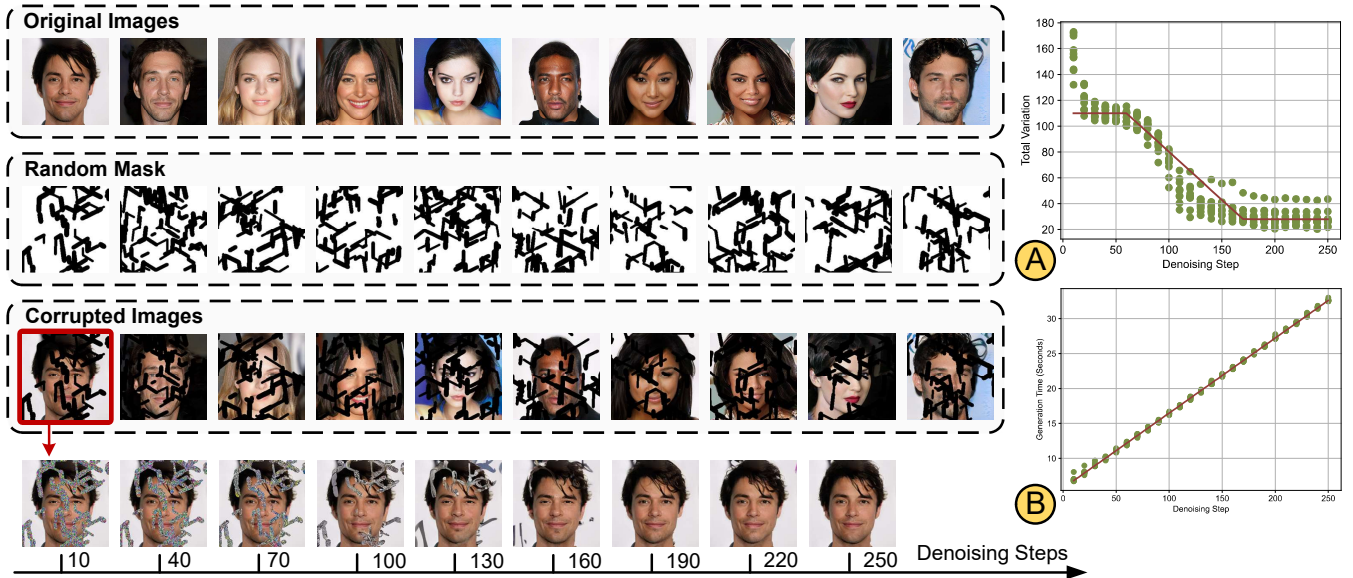 Original Images
Random Mask
Corrupted Images
10 40 70 100 130 160 190 220 250 Denoising Steps
180
160
140
120
100
80
60
40
20
Total Variation
0 50 100 150 200 250
Denoising Step
A
30
25
20
15
10
Generation Time (Seconds)
0 50 100 150 200 250
Denoising Step
B